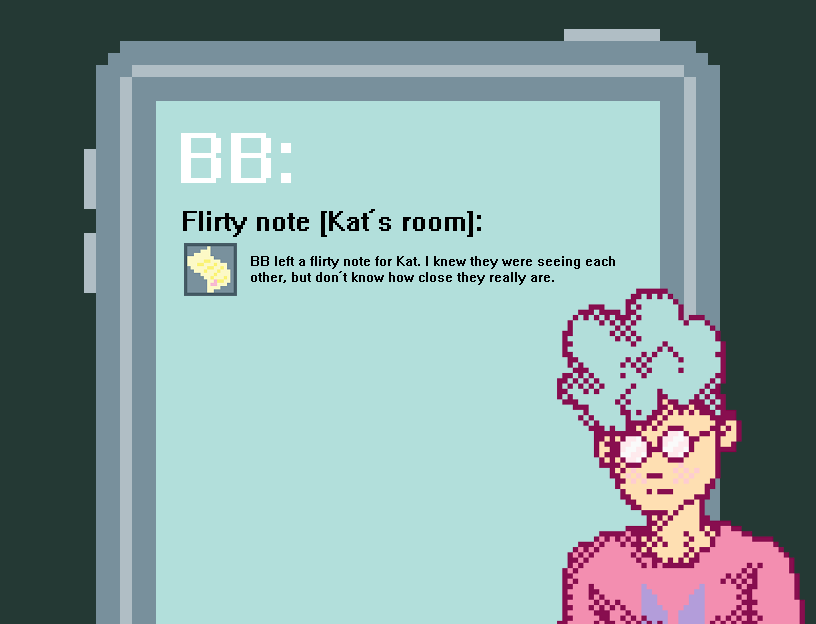 BB:
Flirty note [Kat´s room]:
BB left a flirty note for Kat. I knew they were seeing each
other, but don´t know how close they really are.